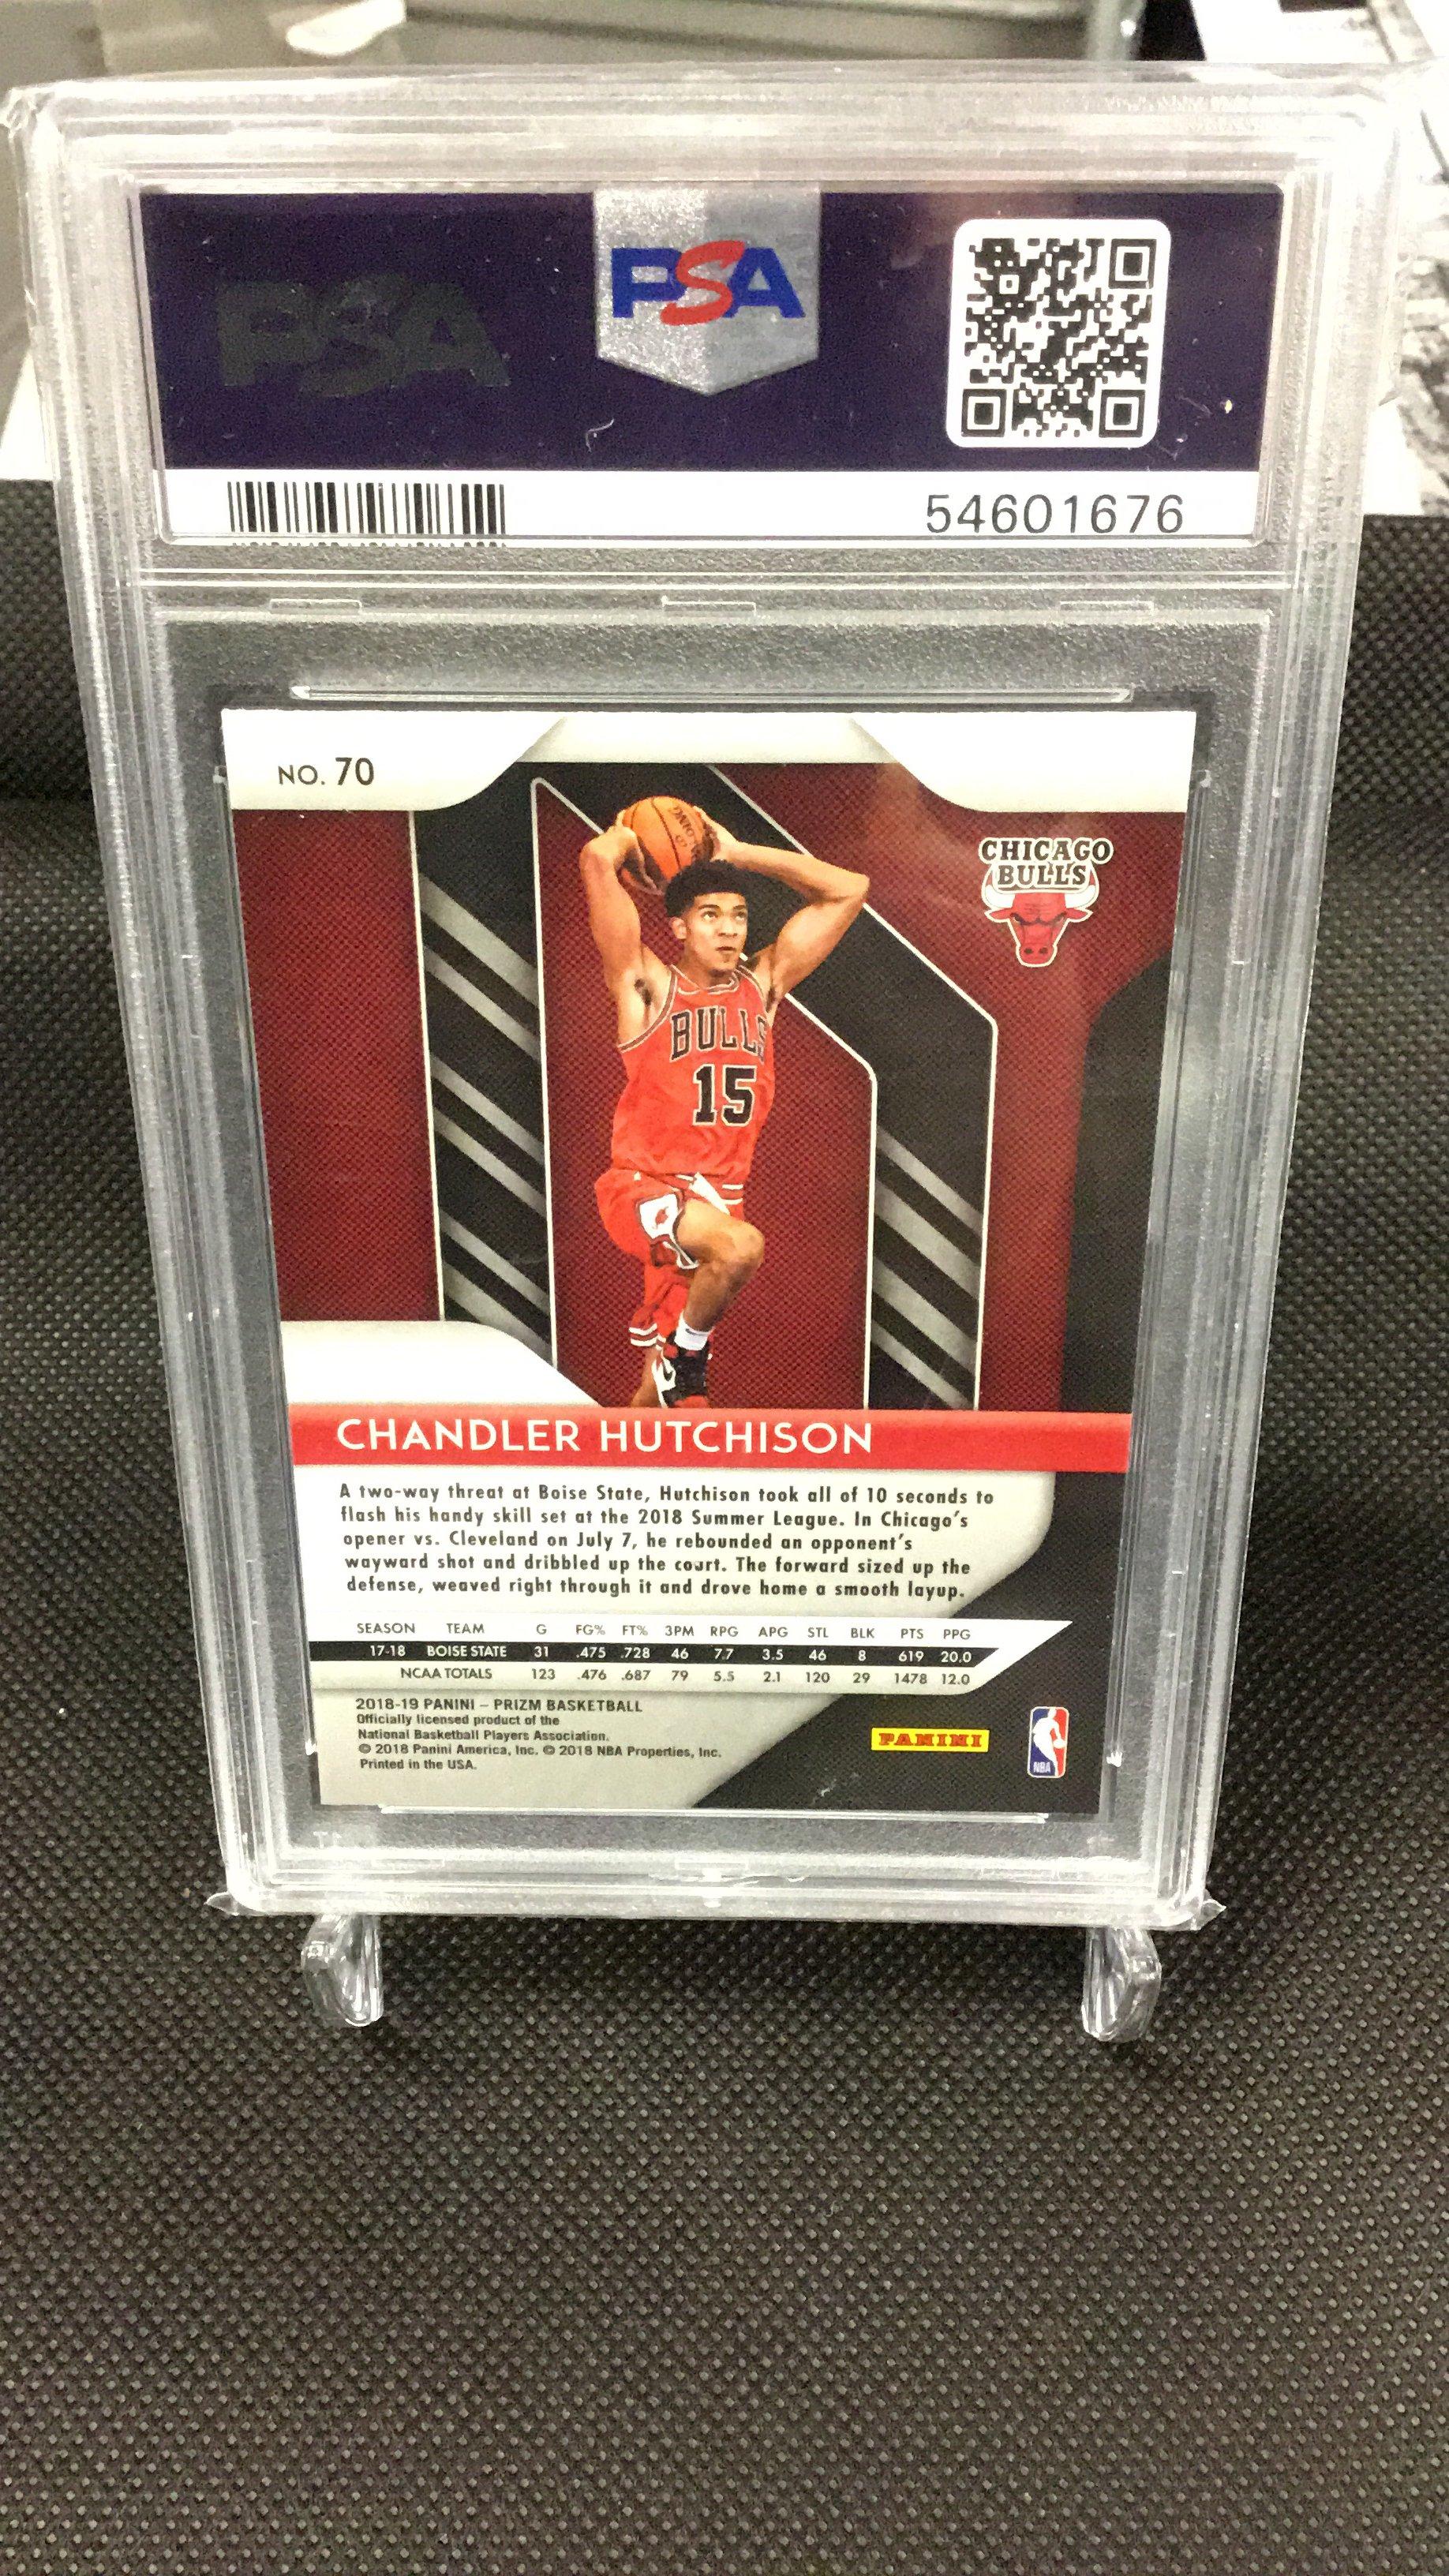 PSA
PSA
54601676
NO. 70
CHICAGO
BULLS
BULLS
15
CHANDLER HUTCHISON
A two-way threat at Boise State, Hutchison took all of 10 seconds to
flash his handy skill set at the 2018 Summer League. In Chicago's
opener vs. Cleveland on July 7, he rebounded an opponent's
wayward shot and dribbled up the court. The forward sized up the
defense, weaved right through it and drove home a smooth layup.
SEASON TEAM G FG% FT% 3PM RPG APG STL BLK PTS PPG
17-18 BOISE STATE 31 .475 .728 46 7.7 3.5 46 8 619 20.0
NCAA TOTALS 123 .476 .687 79 5.5 2.1 120 29 1478 12.0
2018-19 PANINI – PRIZM BASKETBALL
Officially licensed product of the
National Basketball Players Association.
© 2018 Panini America, Inc. © 2018 NBA Properties, Inc.
Printed in the USA.
PANINI
NBA